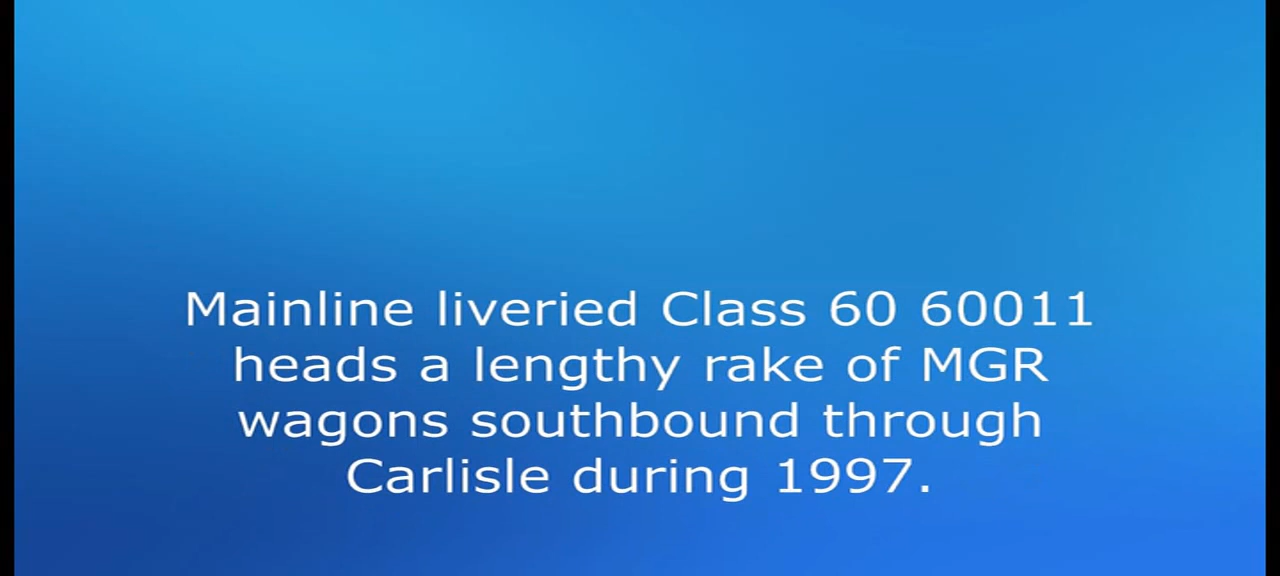 Mainline liveried Class 60 60011
heads a lengthy rake of MGR
wagons southbound through
Carlisle during 1997.